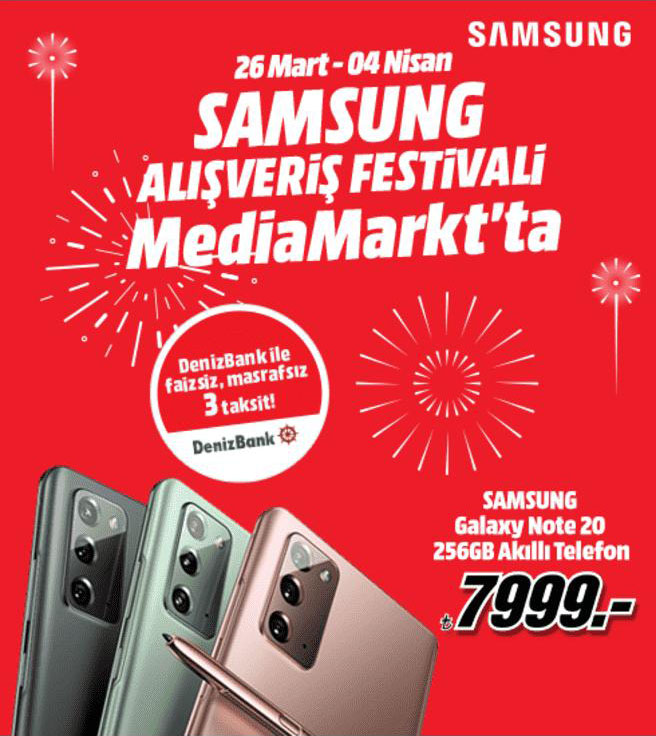 SAMSUNG
26 Mart - 04 Nisan
SAMSUNG
ALIŞVERİŞ FESTİVALİ
MediaMarkt'ta
DenizBank ile
faizsiz, masrafsız
3 taksit!
DenizBank
SAMSUNG
Galaxy Note 20
256GB Akıllı Telefon
₺7999.-